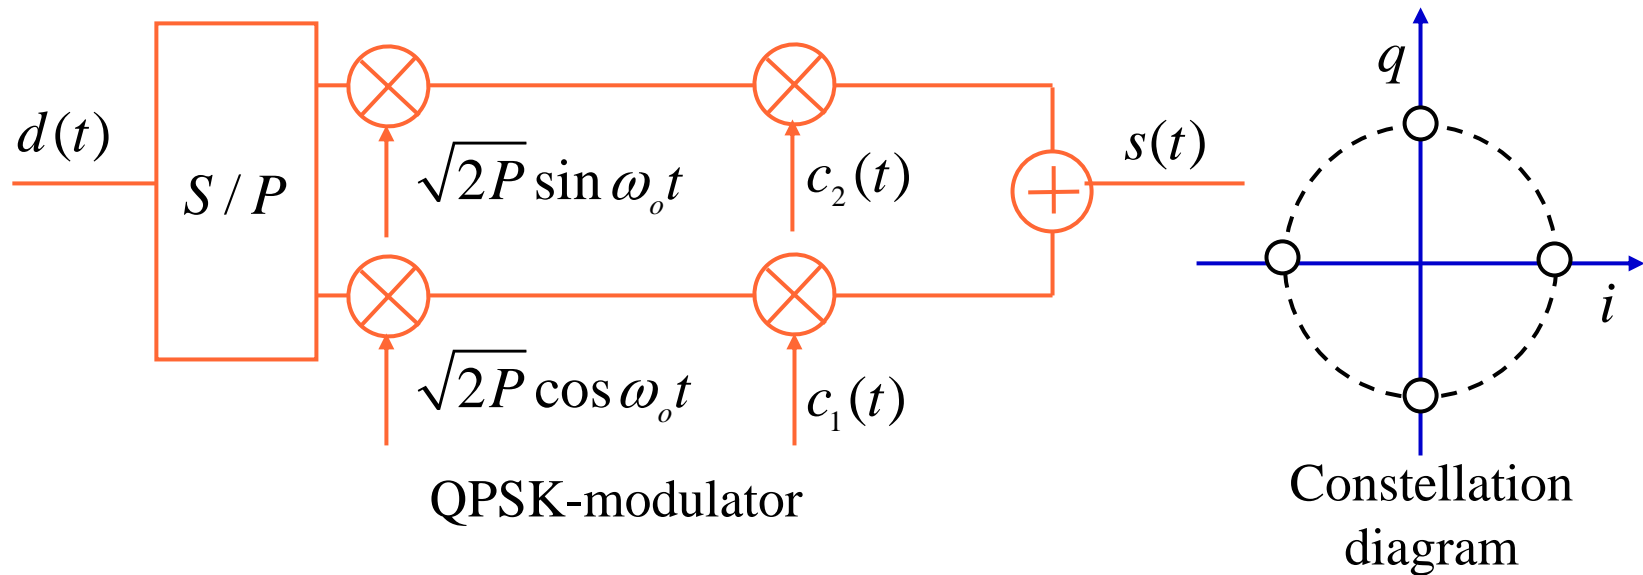 d(t)
S / P
√2P sin ω_o t
c_2(t)
s(t)
√2P cos ω_o t
c_1(t)
QPSK-modulator
q
i
Constellation
diagram